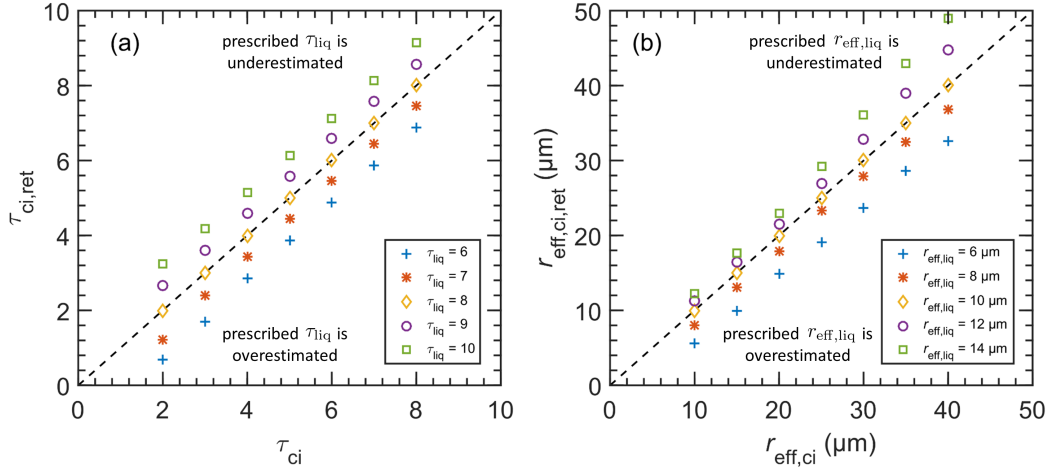 (a)
prescribed τliq is
underestimated
10
8
6
4
2
0
τci,ret
τliq = 6
τliq = 7
τliq = 8
τliq = 9
τliq = 10
prescribed τliq is
overestimated
0 2 4 6 8 10
τci
(b)
prescribed reff,liq is
underestimated
50
40
30
20
10
0
reff,ci,ret (µm)
reff,liq = 6 µm
reff,liq = 8 µm
reff,liq = 10 µm
reff,liq = 12 µm
reff,liq = 14 µm
prescribed reff,liq is
overestimated
0 10 20 30 40 50
reff,ci (µm)